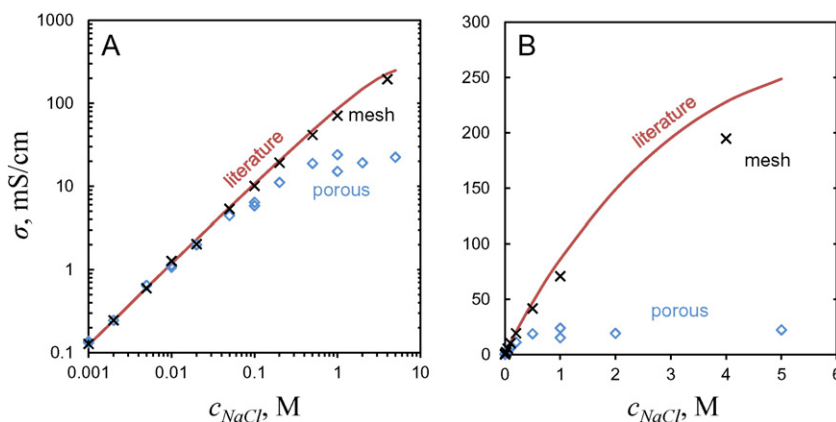 A
B
1000
100
10
1
0.1
σ, mS/cm
literature
mesh
porous
0.001
0.01
0.1
1
10
c_NaCl, M
300
250
200
150
100
50
0
literature
mesh
porous
0
1
2
3
4
5
6
c_NaCl, M